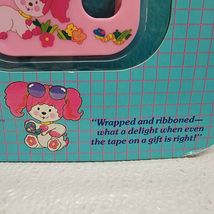 "Wrapped and ribboned—
what a delight when even
the tape on a gift is right!"